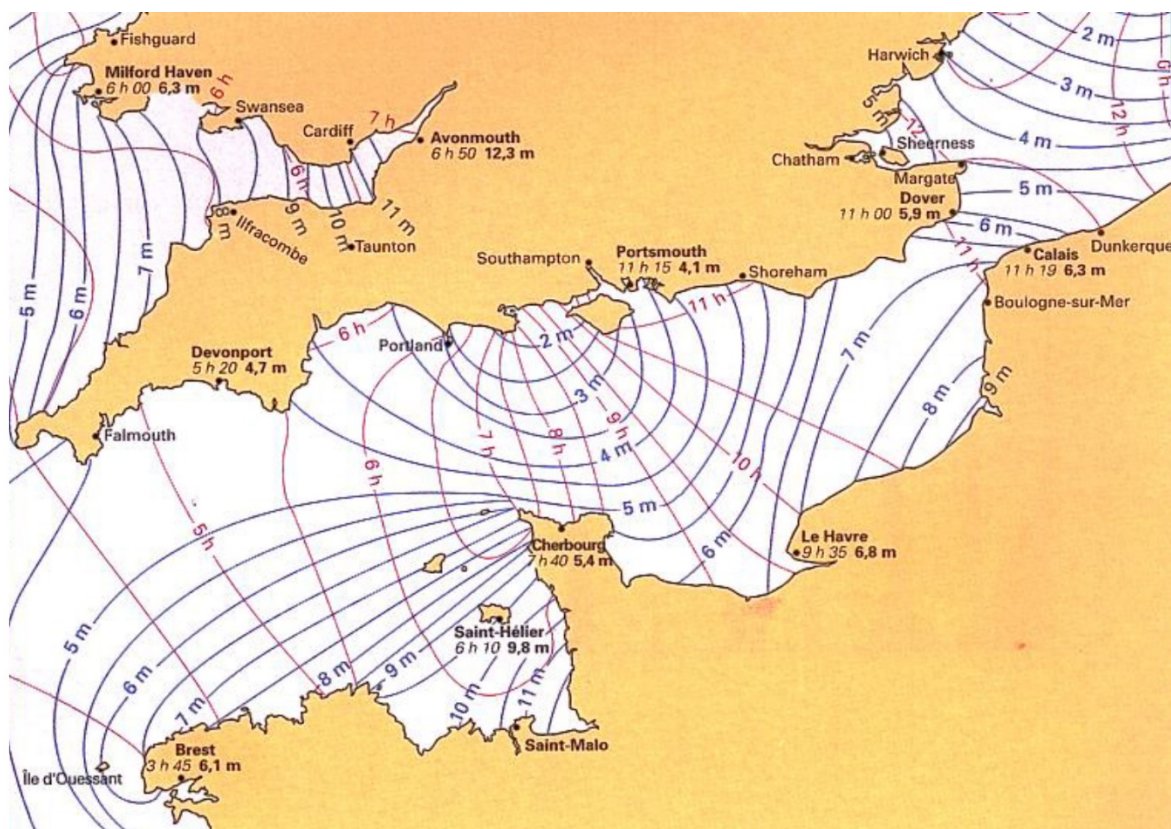 Fishguard
Milford Haven
6 h 00 6,3 m
6 h
Swansea
Cardiff
7 h
Avonmouth
6 h 50 12,3 m
6 h
8 m
9 m
10 m
11 m
Ilfracombe
Taunton
7 m
6 m
5 m
Harwich
2 m
3 m
4 m
5 m
12
12 h
6 h
Chatham
Sheerness
Margate
5 m
Dover
11 h 00 5,9 m
6 m
11 h
Dunkerque
Calais
11 h 19 6,3 m
Boulogne-sur-Mer
Southampton
Portsmouth
11 h 15 4,1 m
Shoreham
11 h
6 h
Portland
2 m
3 m
Devonport
5 h 20 4,7 m
Falmouth
7 m
8 m
9 m
7 h
8 h
9 h
4 m
10 h
6 h
5 m
5 h
6 m
Cherbourg
7 h 40 5,4 m
Le Havre
9 h 35 6,8 m
Saint-Hélier
6 h 10 9,8 m
5 m
6 m
7 m
8 m
9 m
10 m
11 m
Saint-Malo
Brest
3 h 45 6,1 m
Île d'Ouessant